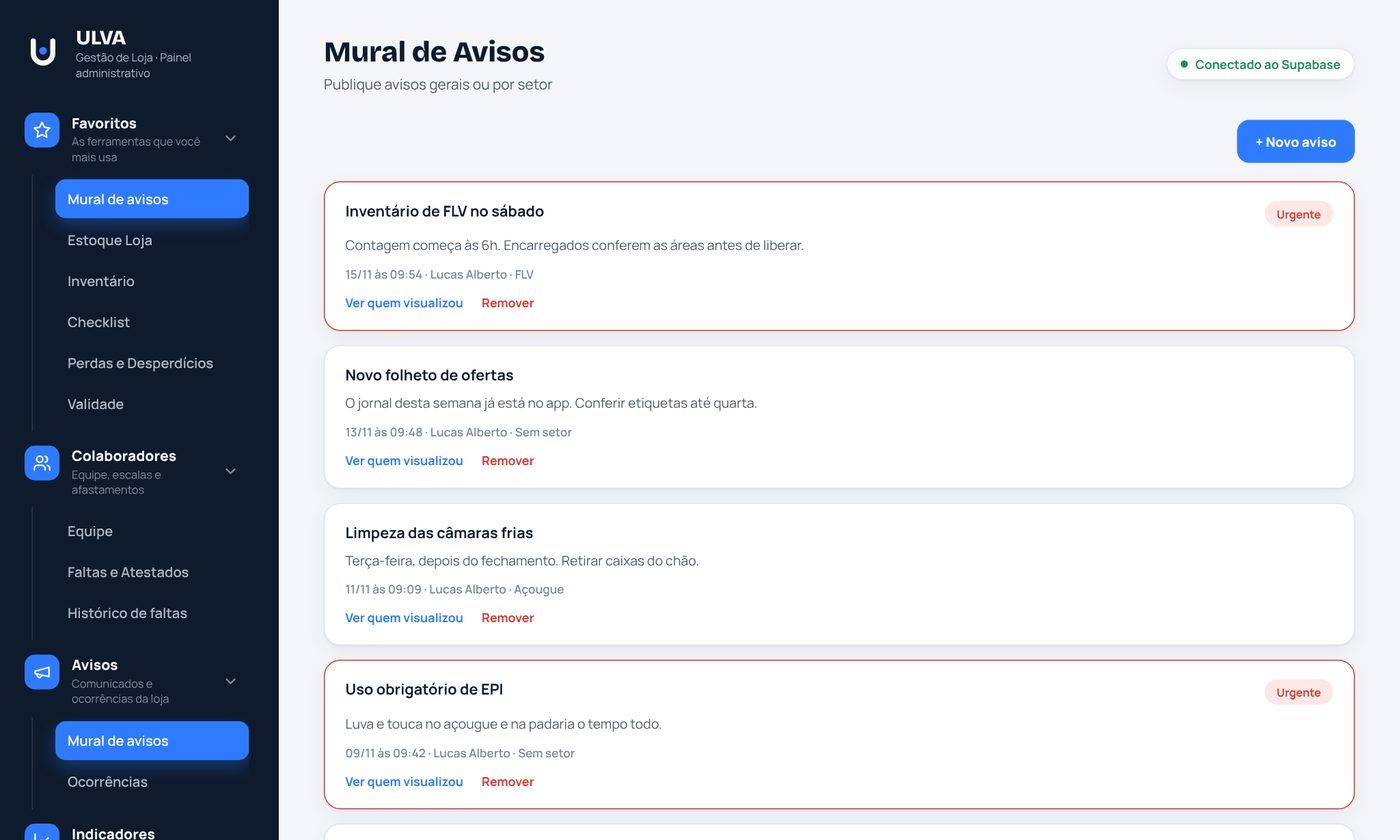 ULVA
Gestão de Loja · Painel
administrativo
Favoritos
As ferramentas que você
mais usa
Mural de avisos
Estoque Loja
Inventário
Checklist
Perdas e Desperdícios
Validade
Colaboradores
Equipe, escalas e
afastamentos
Equipe
Faltas e Atestados
Histórico de faltas
Avisos
Comunicados e
ocorrências da loja
Mural de avisos
Ocorrências
Indicadores
Mural de Avisos
Publique avisos gerais ou por setor
Conectado ao Supabase
+ Novo aviso
Inventário de FLV no sábado
Urgente
Contagem começa às 6h. Encarregados conferem as áreas antes de liberar.
15/11 às 09:54 · Lucas Alberto · FLV
Ver quem visualizou Remover
Novo folheto de ofertas
O jornal desta semana já está no app. Conferir etiquetas até quarta.
13/11 às 09:48 · Lucas Alberto · Sem setor
Ver quem visualizou Remover
Limpeza das câmaras frias
Terça-feira, depois do fechamento. Retirar caixas do chão.
11/11 às 09:09 · Lucas Alberto · Açougue
Ver quem visualizou Remover
Uso obrigatório de EPI
Urgente
Luva e touca no açougue e na padaria o tempo todo.
09/11 às 09:42 · Lucas Alberto · Sem setor
Ver quem visualizou Remover